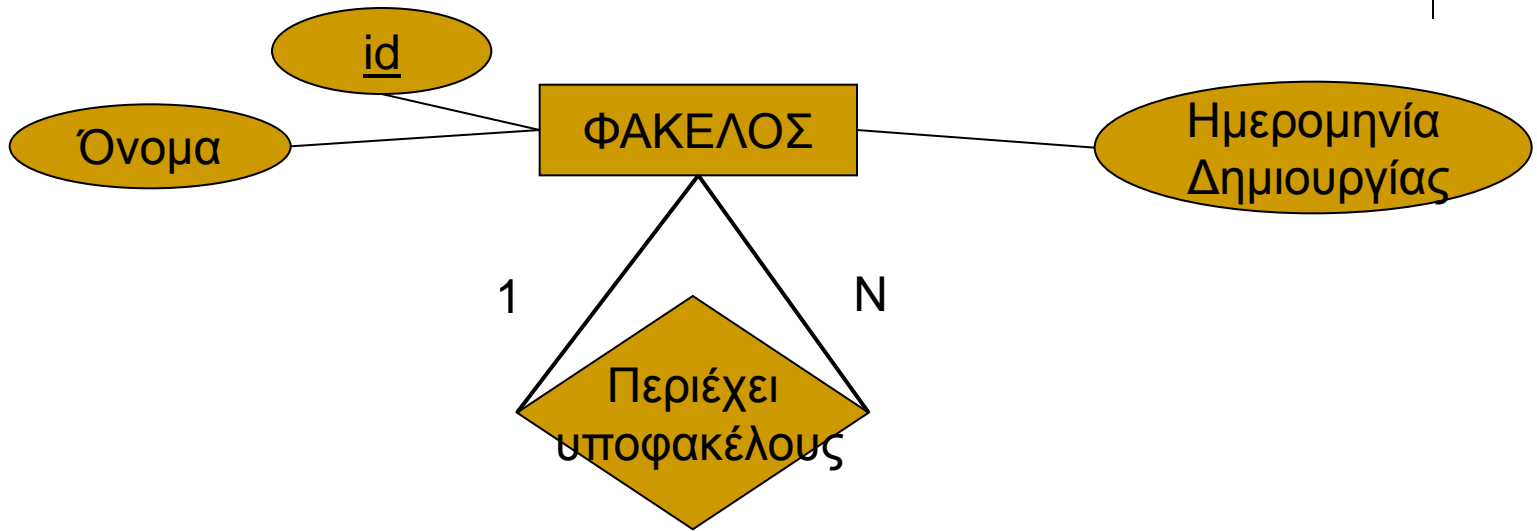 id
Όνομα
ΦΑΚΕΛΟΣ
Ημερομηνία
Δημιουργίας
1
N
Περιέχει
υποφακέλους